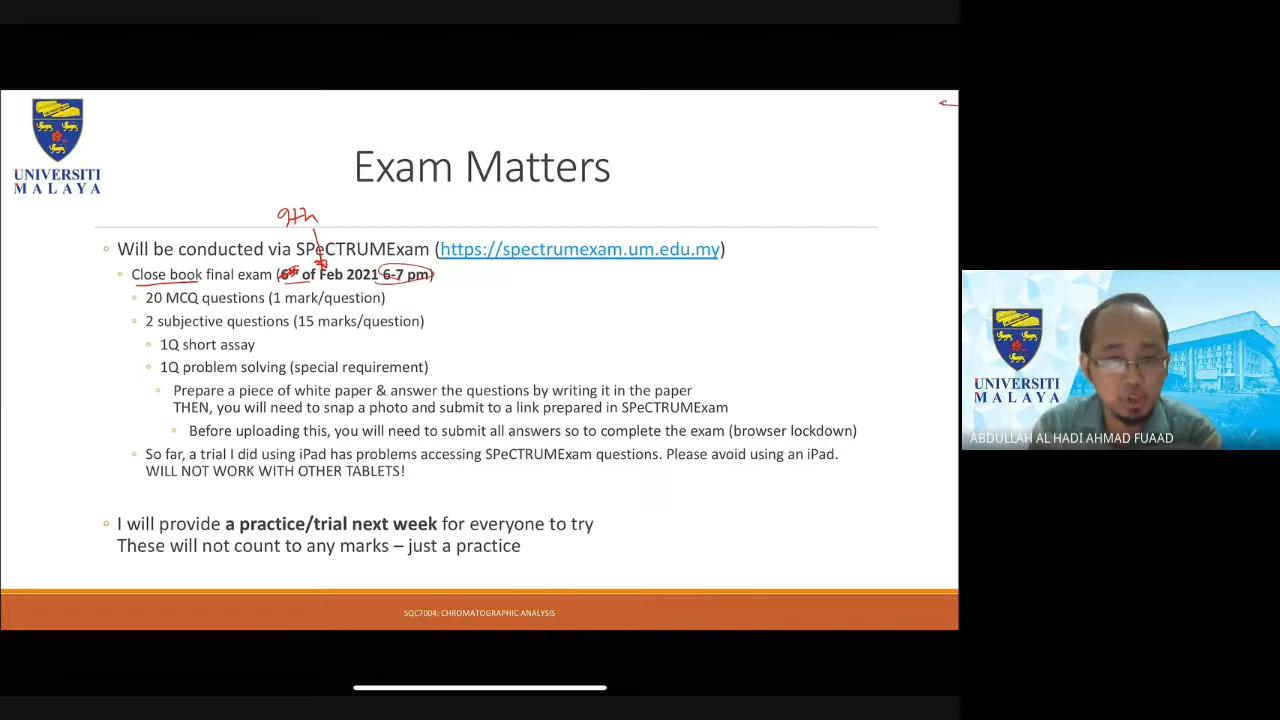 UNIVERSITI
MALAYA
Exam Matters
9th
Will be conducted via SPeCTRUMExam (https://spectrumexam.um.edu.my)
Close book final exam (6th of Feb 2021 6-7 pm)
20 MCQ questions (1 mark/question)
2 subjective questions (15 marks/question)
1Q short assay
1Q problem solving (special requirement)
Prepare a piece of white paper & answer the questions by writing it in the paper
THEN, you will need to snap a photo and submit to a link prepared in SPeCTRUMExam
Before uploading this, you will need to submit all answers so to complete the exam (browser lockdown)
So far, a trial I did using iPad has problems accessing SPeCTRUMExam questions. Please avoid using an iPad.
WILL NOT WORK WITH OTHER TABLETS!
I will provide a practice/trial next week for everyone to try
These will not count to any marks – just a practice
SQC7004: CHROMATOGRAPHIC ANALYSIS
UNIVERSITI
MALAYA
ABDULLAH AL HADI AHMAD FUAAD